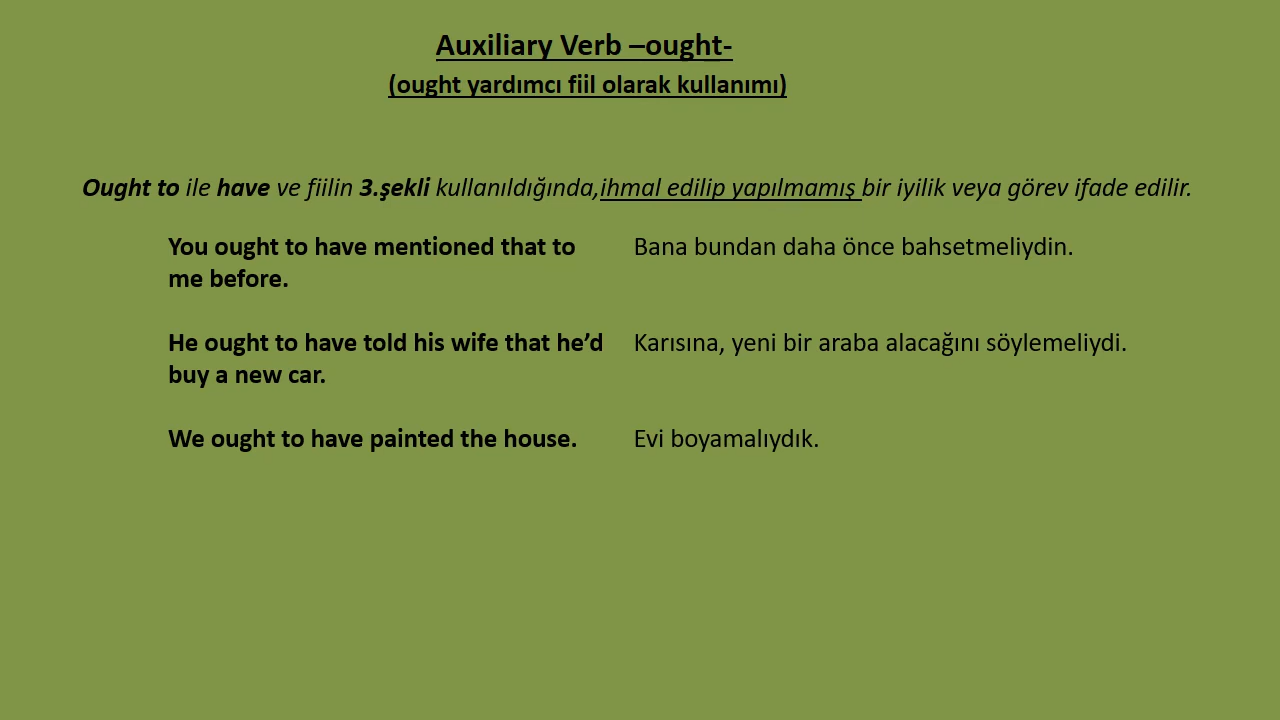 Auxiliary Verb –ought-
(ought yardımcı fiil olarak kullanımı)
Ought to ile have ve fiilin 3.şekli kullanıldığında,ihmal edilip yapılmamış bir iyilik veya görev ifade edilir.
You ought to have mentioned that to
me before.
Bana bundan daha önce bahsetmeliydin.
He ought to have told his wife that he’d
buy a new car.
Karısına, yeni bir araba alacağını söylemeliydi.
We ought to have painted the house.
Evi boyamalıydık.